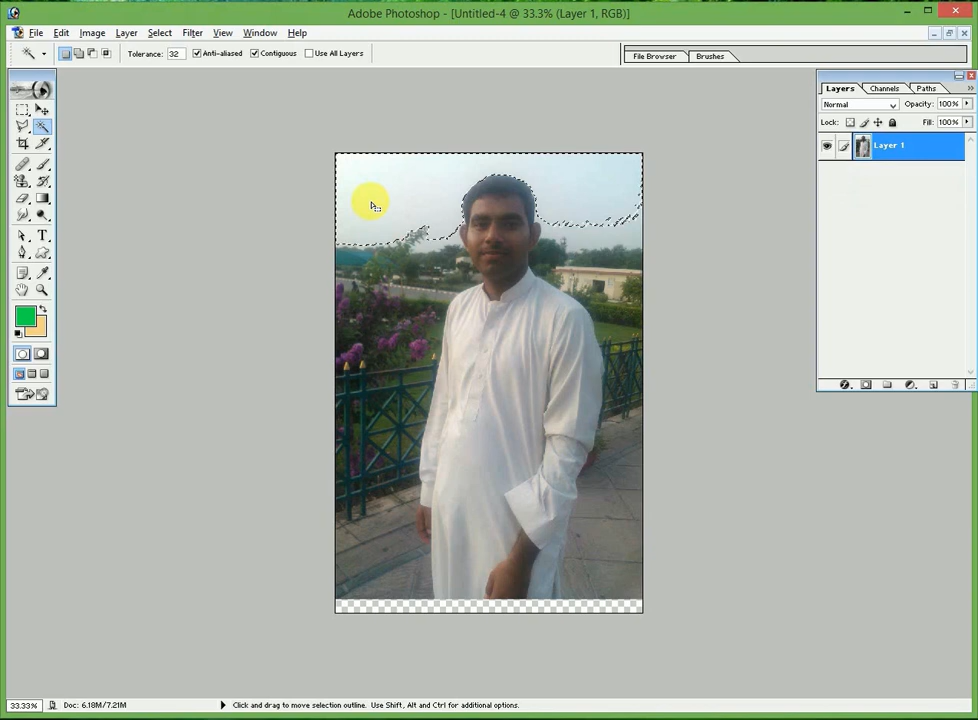 Adobe Photoshop - [Untitled-4 @ 33.3% (Layer 1, RGB)]
File Edit Image Layer Select Filter View Window Help
Tolerance: 32 Anti-aliased Contiguous Use All Layers File Browser Brushes
Layers Channels Paths
Normal Opacity: 100%
Lock: Fill: 100%
Layer 1
T
33.33% Doc: 6.18M/7.21M Click and drag to move selection outline. Use Shift, Alt and Ctrl for additional options.